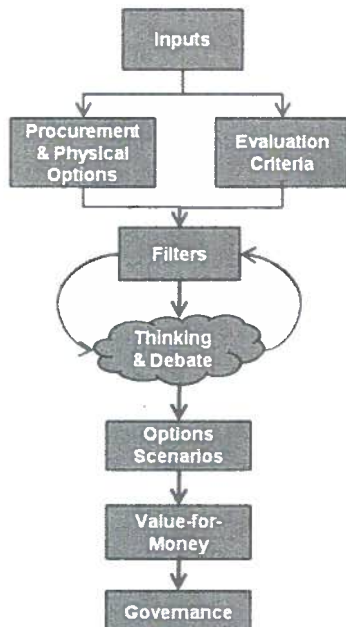 Inputs
Procurement
& Physical
Options
Evaluation
Criteria
Filters
Thinking
& Debate
Options
Scenarios
Value-for-
Money
Governance